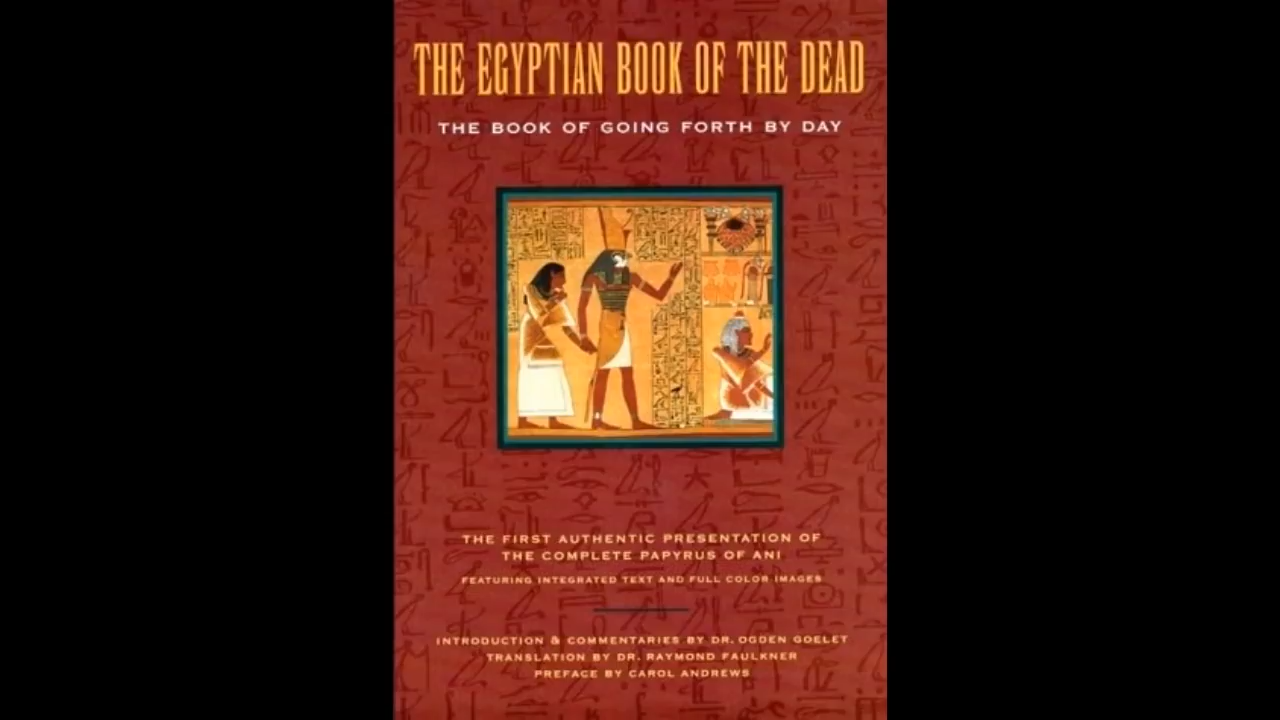 THE EGYPTIAN BOOK OF THE DEAD
THE BOOK OF GOING FORTH BY DAY
THE FIRST AUTHENTIC PRESENTATION OF
THE COMPLETE PAPYRUS OF ANI
FEATURING INTEGRATED TEXT AND FULL COLOR IMAGES
INTRODUCTION & COMMENTARIES BY DR. OGDEN GOELET
TRANSLATION BY DR. RAYMOND FAULKNER
PREFACE BY CAROL ANDREWS